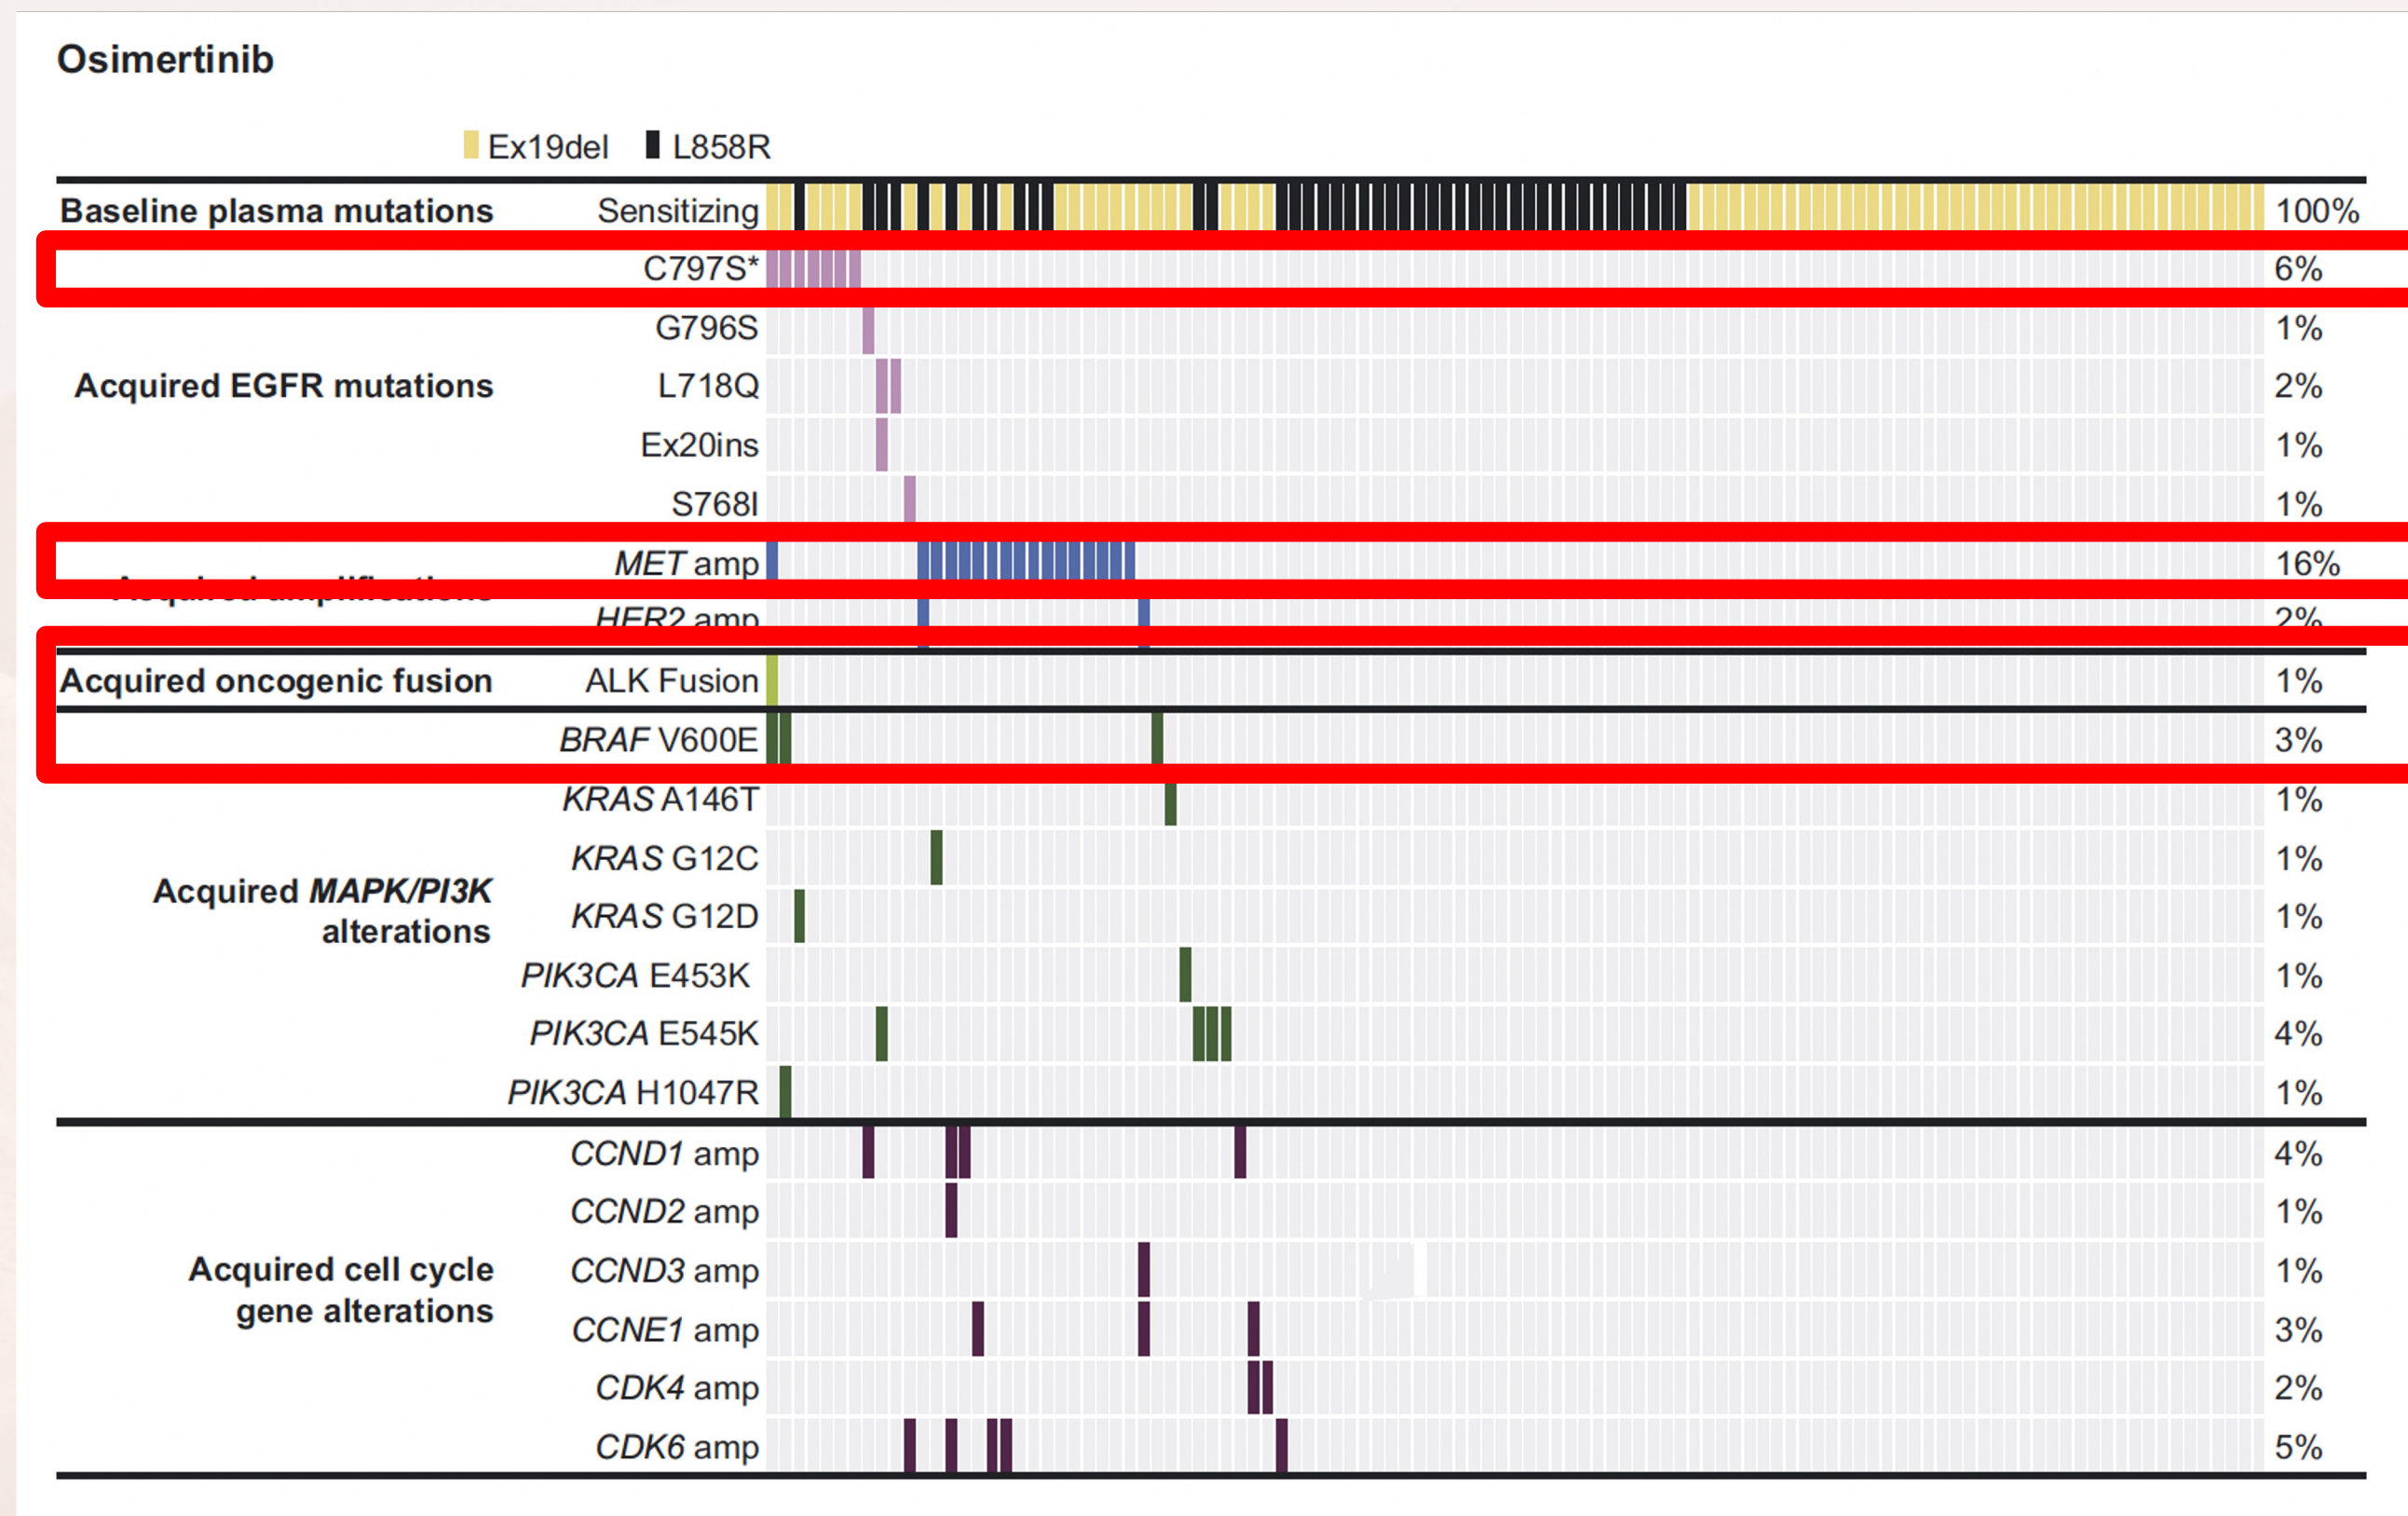 Osimertinib
Ex19del L858R
Baseline plasma mutations Sensitizing 100%
C797S* 6%
G796S 1%
Acquired EGFR mutations L718Q 2%
Ex20ins 1%
S768I 1%
MET amp 16%
Acquired amplifications
HER2 amp 2%
Acquired oncogenic fusion ALK Fusion 1%
BRAF V600E 3%
KRAS A146T 1%
KRAS G12C 1%
Acquired MAPK/PI3K
alterations
KRAS G12D 1%
PIK3CA E453K 1%
PIK3CA E545K 4%
PIK3CA H1047R 1%
CCND1 amp 4%
CCND2 amp 1%
Acquired cell cycle
gene alterations
CCND3 amp 1%
CCNE1 amp 3%
CDK4 amp 2%
CDK6 amp 5%